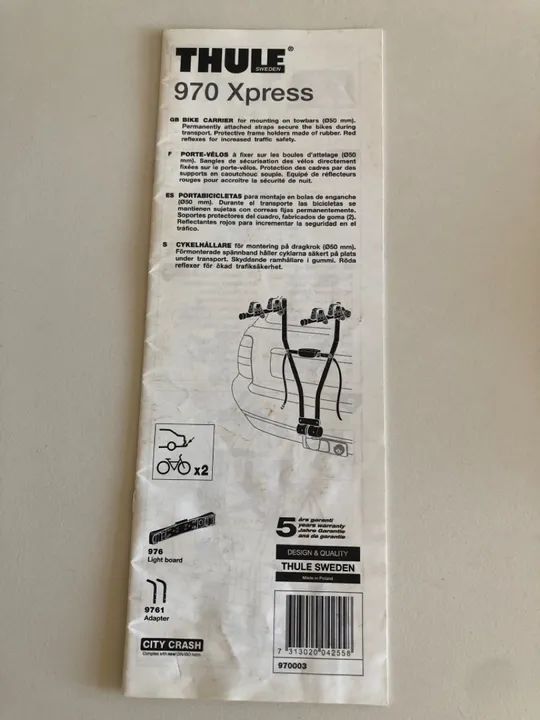 THULE®
SWEDEN
970 Xpress
GB BIKE CARRIER for mounting on towbars (Ø50 mm).
Permanently attached straps secure the bikes during
transport. Protective frame holders made of rubber. Red
reflexes for increased traffic safety.
F PORTE-VÉLOS à fixer sur les boules d'attelage (Ø50
mm). Sangles de sécurisation des vélos directement
fixées sur le porte-vélos. Protection des cadres par des
supports en caoutchouc souple. Equipé de réflecteurs
rouges pour accroître la sécurité de nuit.
ES PORTABICICLETAS para montaje en bolas de enganche
(Ø50 mm). Durante el transporte las bicicletas se
mantienen sujetas con correas fijas permanentemente.
Soportes protectores del cuadro, fabricados de goma (2).
Reflectantes rojos para incrementar la seguridad en el
tráfico.
S CYKELHÅLLARE för montering på dragkrok (Ø50 mm).
Förmonterade spännband håller cyklarna säkert på plats
under transport. Skyddande ramhållare i gummi. Röda
reflexer för ökad trafiksäkerhet.
x2
976
Light board
9761
Adapter
CITY CRASH
Complies with new DIN/ISO norm
5 års garanti
years warranty
Jahre Garantie
ans de garantie
DESIGN & QUALITY
THULE SWEDEN
Made in Poland
7 313020 042558
970003